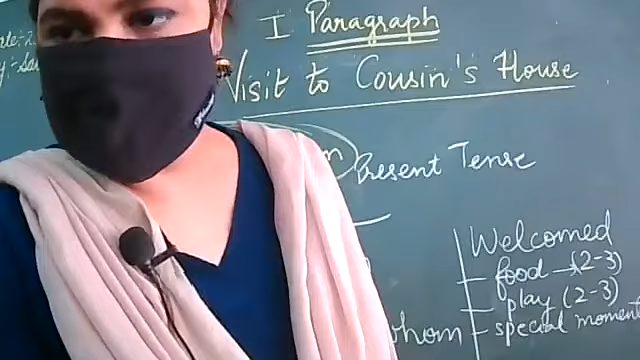 I Paragraph
Visit to Cousin's House
Present Tense
Welcomed
food → (2-3)
play (2-3)
whom
special moment